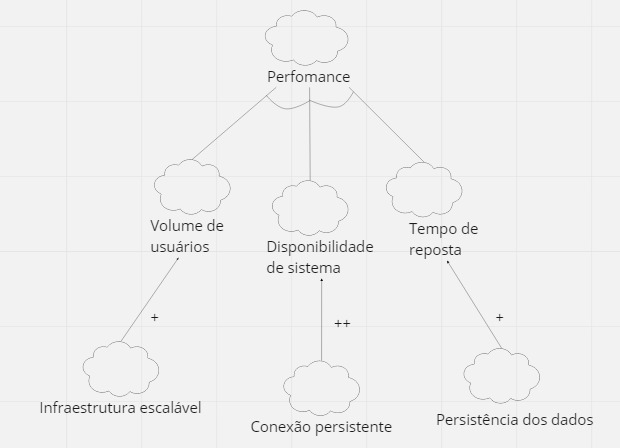 Perfomance
Volume de
usuários
Disponibilidade
de sistema
Tempo de
reposta
+
++
+
Infraestrutura escalável
Conexão persistente
Persistência dos dados